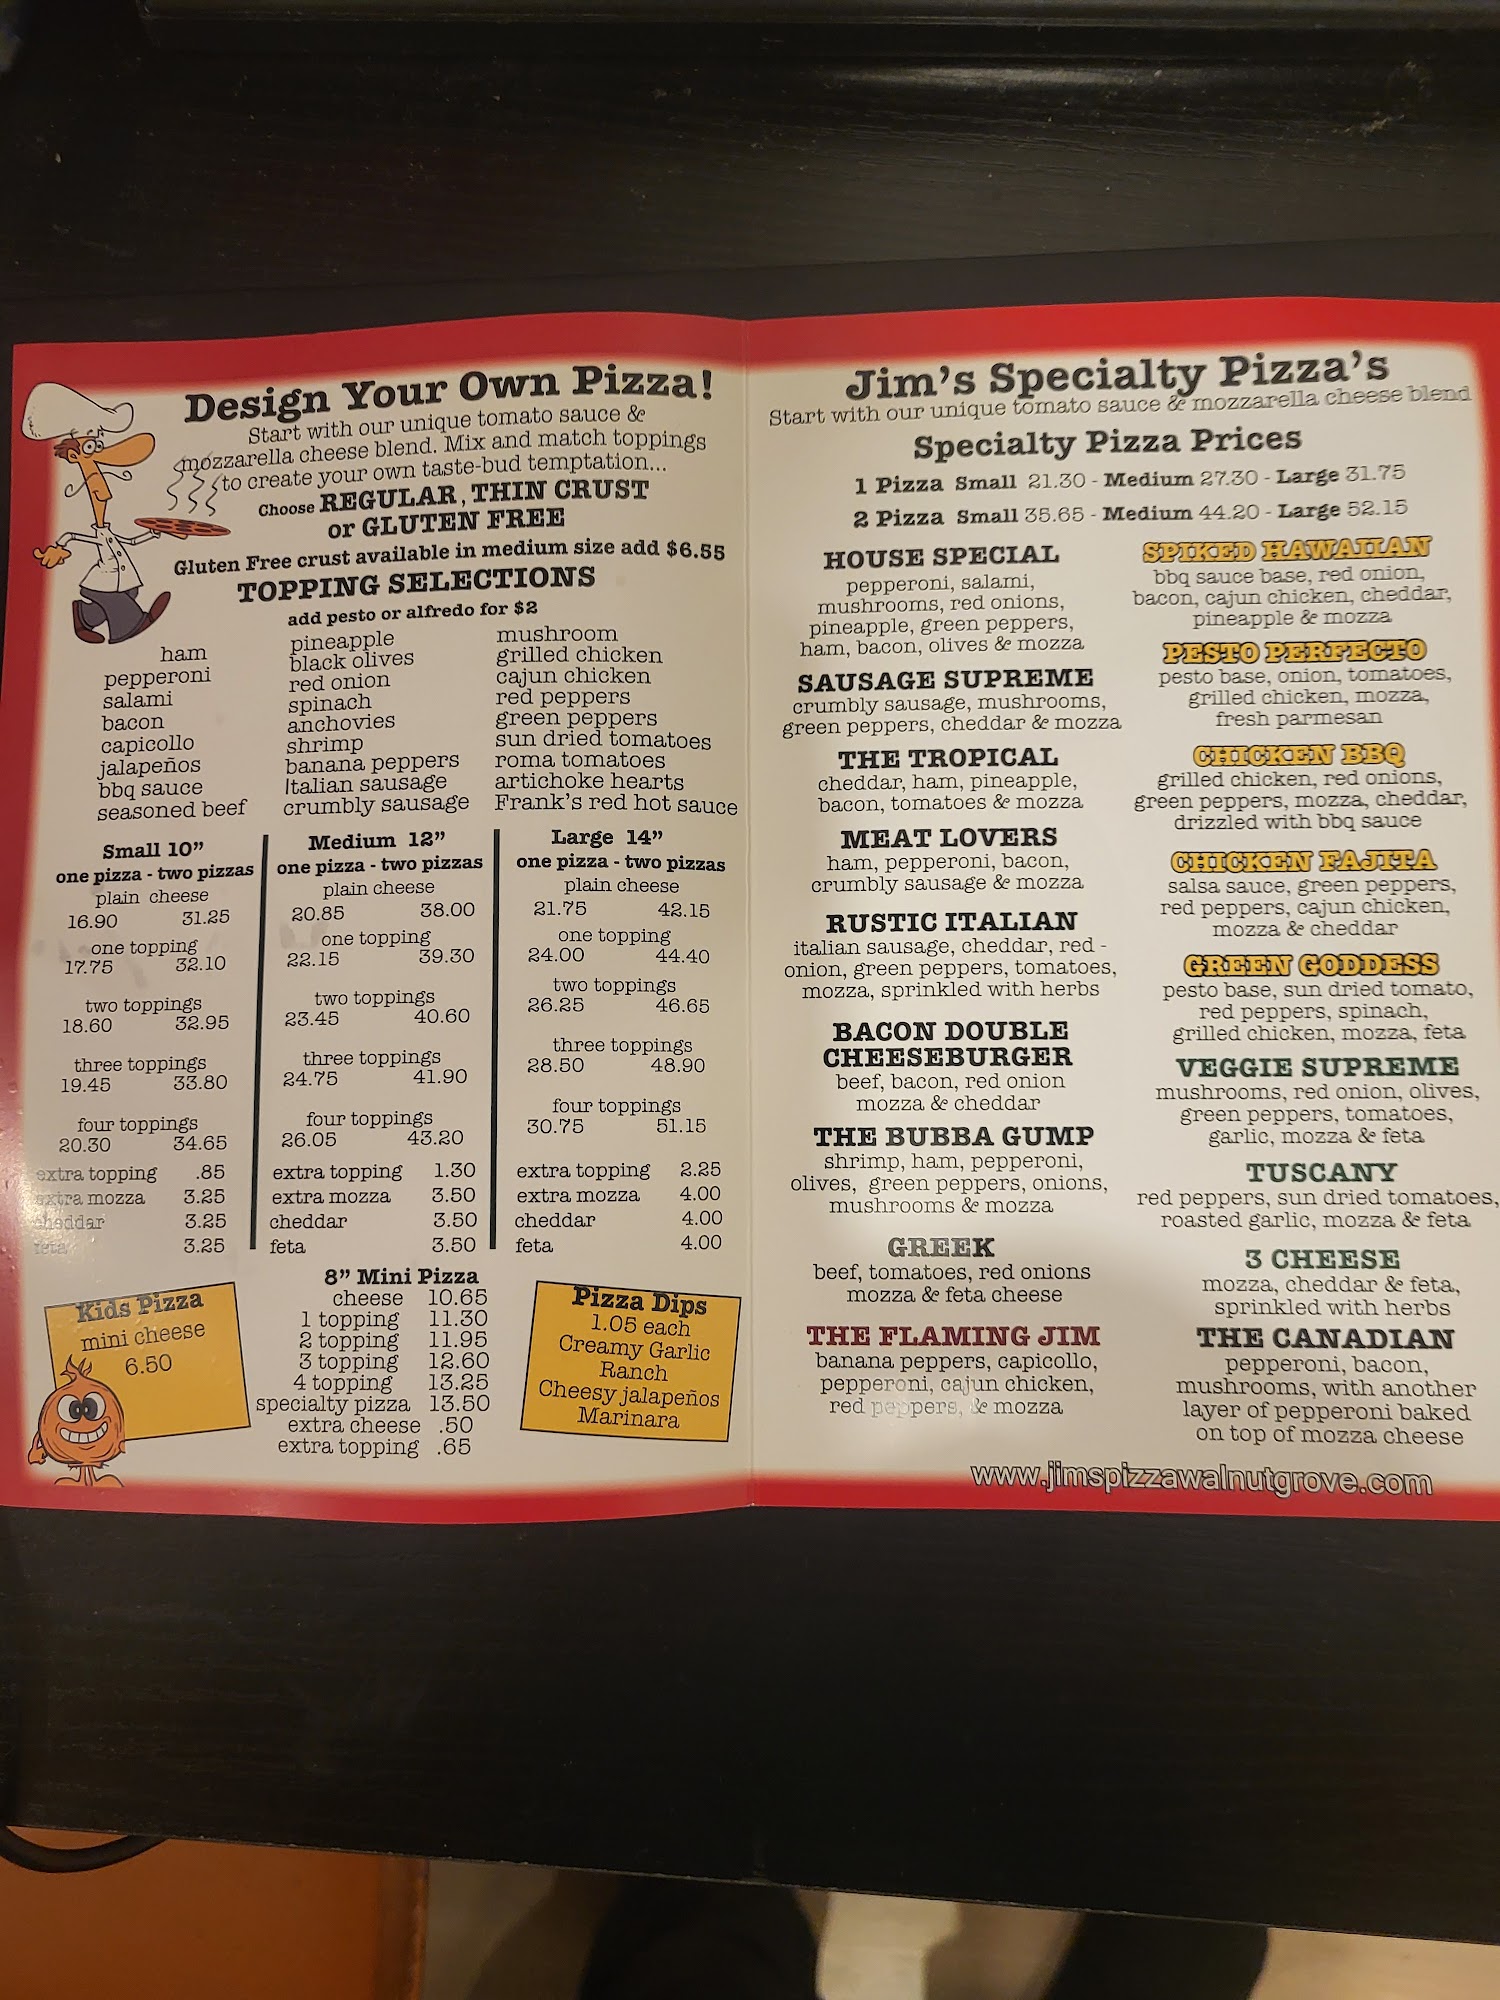 Design Your Own Pizza!
Start with our unique tomato sauce &
mozzarella cheese blend. Mix and match toppings
to create your own taste-bud temptation...
Choose REGULAR, THIN CRUST
or GLUTEN FREE
Gluten Free crust available in medium size add $6.55
TOPPING SELECTIONS
add pesto or alfredo for $2
ham
pepperoni
salami
bacon
capicollo
jalapeños
bbq sauce
seasoned beef
pineapple
black olives
red onion
spinach
anchovies
shrimp
banana peppers
Italian sausage
crumbly sausage
mushroom
grilled chicken
cajun chicken
red peppers
green peppers
sun dried tomatoes
roma tomatoes
artichoke hearts
Frank's red hot sauce
Small 10"
one pizza - two pizzas
plain cheese
16.90 31.25
one topping
17.75 32.10
two toppings
18.60 32.95
three toppings
19.45 33.80
four toppings
20.30 34.65
extra topping .85
extra mozza 3.25
cheddar 3.25
feta 3.25
Medium 12"
one pizza - two pizzas
plain cheese
20.85 38.00
one topping
22.15 39.30
two toppings
23.45 40.60
three toppings
24.75 41.90
four toppings
26.05 43.20
extra topping 1.30
extra mozza 3.50
cheddar 3.50
feta 3.50
Large 14"
one pizza - two pizzas
plain cheese
21.75 42.15
one topping
24.00 44.40
two toppings
26.25 46.65
three toppings
28.50 48.90
four toppings
30.75 51.15
extra topping 2.25
extra mozza 4.00
cheddar 4.00
feta 4.00
Kids Pizza
mini cheese
6.50
8" Mini Pizza
cheese 10.65
1 topping 11.30
2 topping 11.95
3 topping 12.60
4 topping 13.25
specialty pizza 13.50
extra cheese .50
extra topping .65
Pizza Dips
1.05 each
Creamy Garlic
Ranch
Cheesy jalapeños
Marinara
Jim's Specialty Pizza's
Start with our unique tomato sauce & mozzarella cheese blend
Specialty Pizza Prices
1 Pizza Small 21.30 - Medium 27.30 - Large 31.75
2 Pizza Small 35.65 - Medium 44.20 - Large 52.15
HOUSE SPECIAL
pepperoni, salami,
mushrooms, red onions,
pineapple, green peppers,
ham, bacon, olives & mozza
SAUSAGE SUPREME
crumbly sausage, mushrooms,
green peppers, cheddar & mozza
THE TROPICAL
cheddar, ham, pineapple,
bacon, tomatoes & mozza
MEAT LOVERS
ham, pepperoni, bacon,
crumbly sausage & mozza
RUSTIC ITALIAN
italian sausage, cheddar, red -
onion, green peppers, tomatoes,
mozza, sprinkled with herbs
BACON DOUBLE
CHEESEBURGER
beef, bacon, red onion
mozza & cheddar
THE BUBBA GUMP
shrimp, ham, pepperoni,
olives, green peppers, onions,
mushrooms & mozza
GREEK
beef, tomatoes, red onions
mozza & feta cheese
THE FLAMING JIM
banana peppers, capicollo,
pepperoni, cajun chicken,
red peppers, & mozza
SPIKED HAWAIIAN
bbq sauce base, red onion,
bacon, cajun chicken, cheddar,
pineapple & mozza
PESTO PERFECTO
pesto base, onion, tomatoes,
grilled chicken, mozza,
fresh parmesan
CHICKEN BBQ
grilled chicken, red onions,
green peppers, mozza, cheddar,
drizzled with bbq sauce
CHICKEN FAJITA
salsa sauce, green peppers,
red peppers, cajun chicken,
mozza & cheddar
GREEN GODDESS
pesto base, sun dried tomato,
red peppers, spinach,
grilled chicken, mozza, feta
VEGGIE SUPREME
mushrooms, red onion, olives,
green peppers, tomatoes,
garlic, mozza & feta
TUSCANY
red peppers, sun dried tomatoes,
roasted garlic, mozza & feta
3 CHEESE
mozza, cheddar & feta,
sprinkled with herbs
THE CANADIAN
pepperoni, bacon,
mushrooms, with another
layer of pepperoni baked
on top of mozza cheese
www.jimspizzawalnutgrove.com